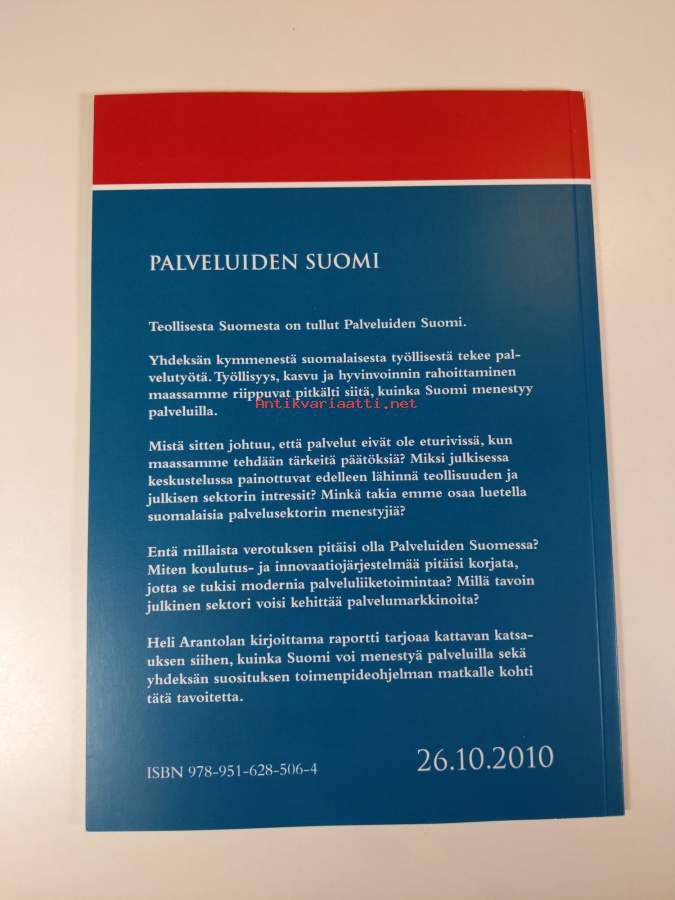 PALVELUIDEN SUOMI
Teollisesta Suomesta on tullut Palveluiden Suomi.
Yhdeksän kymmenestä suomalaisesta työllisestä tekee pal-
velutyötä. Työllisyys, kasvu ja hyvinvoinnin rahoittaminen
maassamme riippuvat pitkälti siitä, kuinka Suomi menestyy
Antikvariaatti.net
palveluilla.
Mistä sitten johtuu, että palvelut eivät ole eturivissä, kun
maassamme tehdään tärkeitä päätöksiä? Miksi julkisessa
keskustelussa painottuvat edelleen lähinnä teollisuuden ja
julkisen sektorin intressit? Minkä takia emme osaa luetella
suomalaisia palvelusektorin menestyjiä?
Entä millaista verotuksen pitäisi olla Palveluiden Suomessa?
Miten koulutus- ja innovaatiojärjestelmää pitäisi korjata,
jotta se tukisi modernia palveluliiketoimintaa? Millä tavoin
julkinen sektori voisi kehittää palvelumarkkinoita?
Heli Arantolan kirjoittama raportti tarjoaa kattavan katsa-
uksen siihen, kuinka Suomi voi menestyä palveluilla sekä
yhdeksän suosituksen toimenpideohjelman matkalle kohti
tätä tavoitetta.
ISBN 978-951-628-506-4
26.10.2010